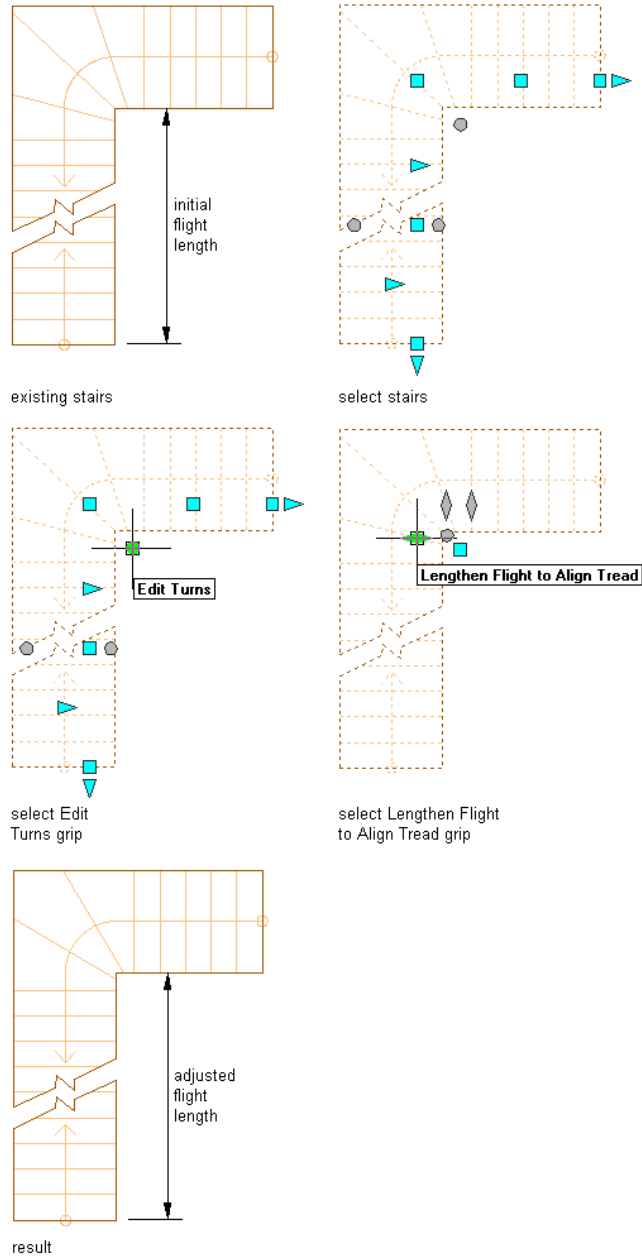 initial
flight
length
existing stairs
select stairs
Edit Turns
Lengthen Flight to Align Tread
select Edit
Turns grip
select Lengthen Flight
to Align Tread grip
adjusted
flight
length
result